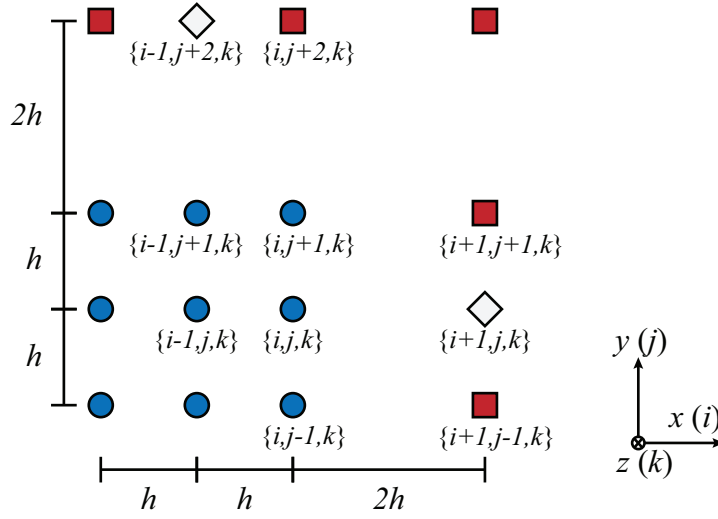 {i-1,j+2,k} {i,j+2,k}
2h
{i-1,j+1,k} {i,j+1,k} {i+1,j+1,k}
h
{i-1,j,k} {i,j,k} {i+1,j,k}
y (j)
h
{i,j-1,k} {i+1,j-1,k}
x (i)
z (k)
h h 2h